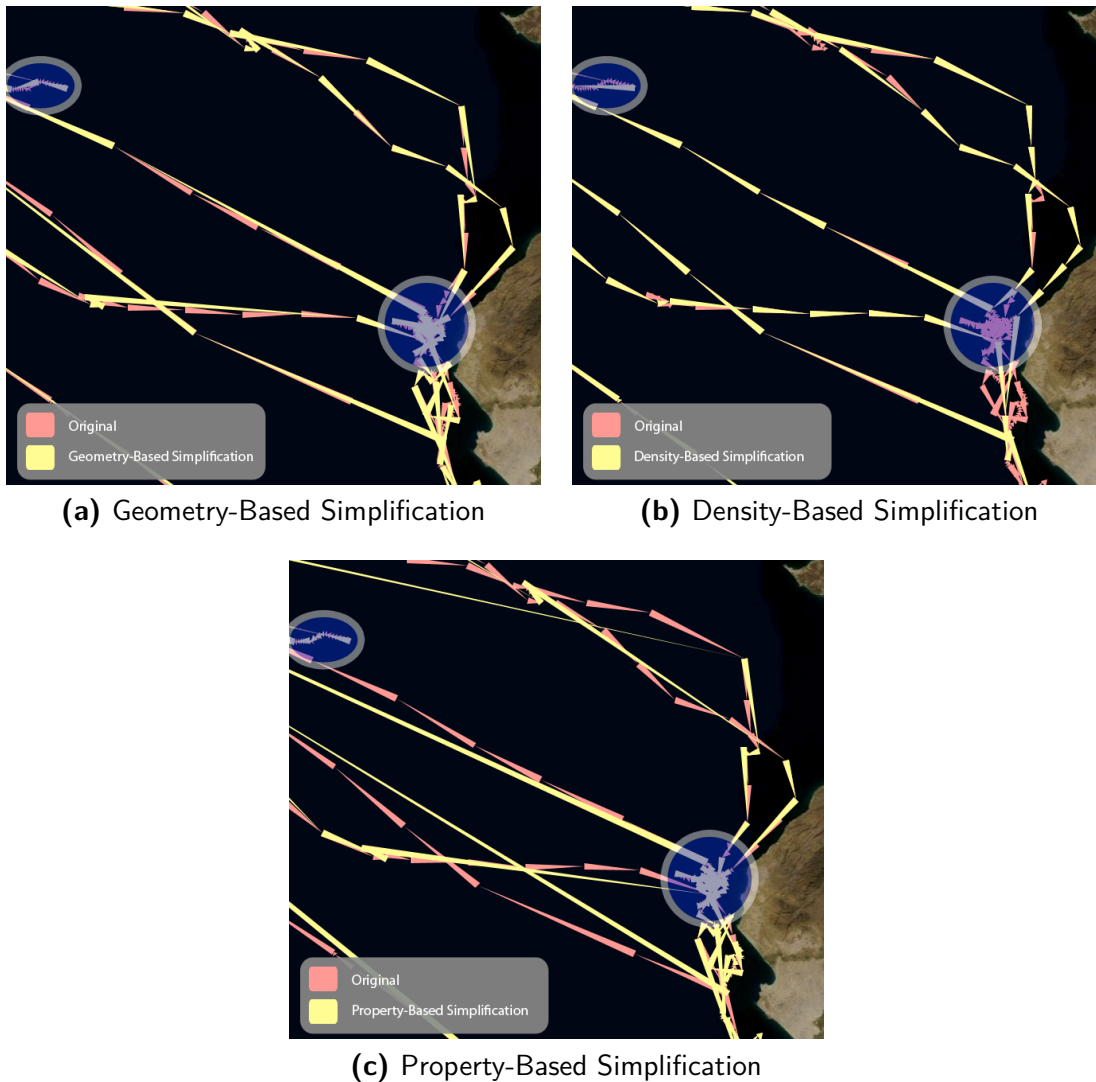 Original
Geometry-Based Simplification
(a) Geometry-Based Simplification
Original
Density-Based Simplification
(b) Density-Based Simplification
Original
Property-Based Simplification
(c) Property-Based Simplification